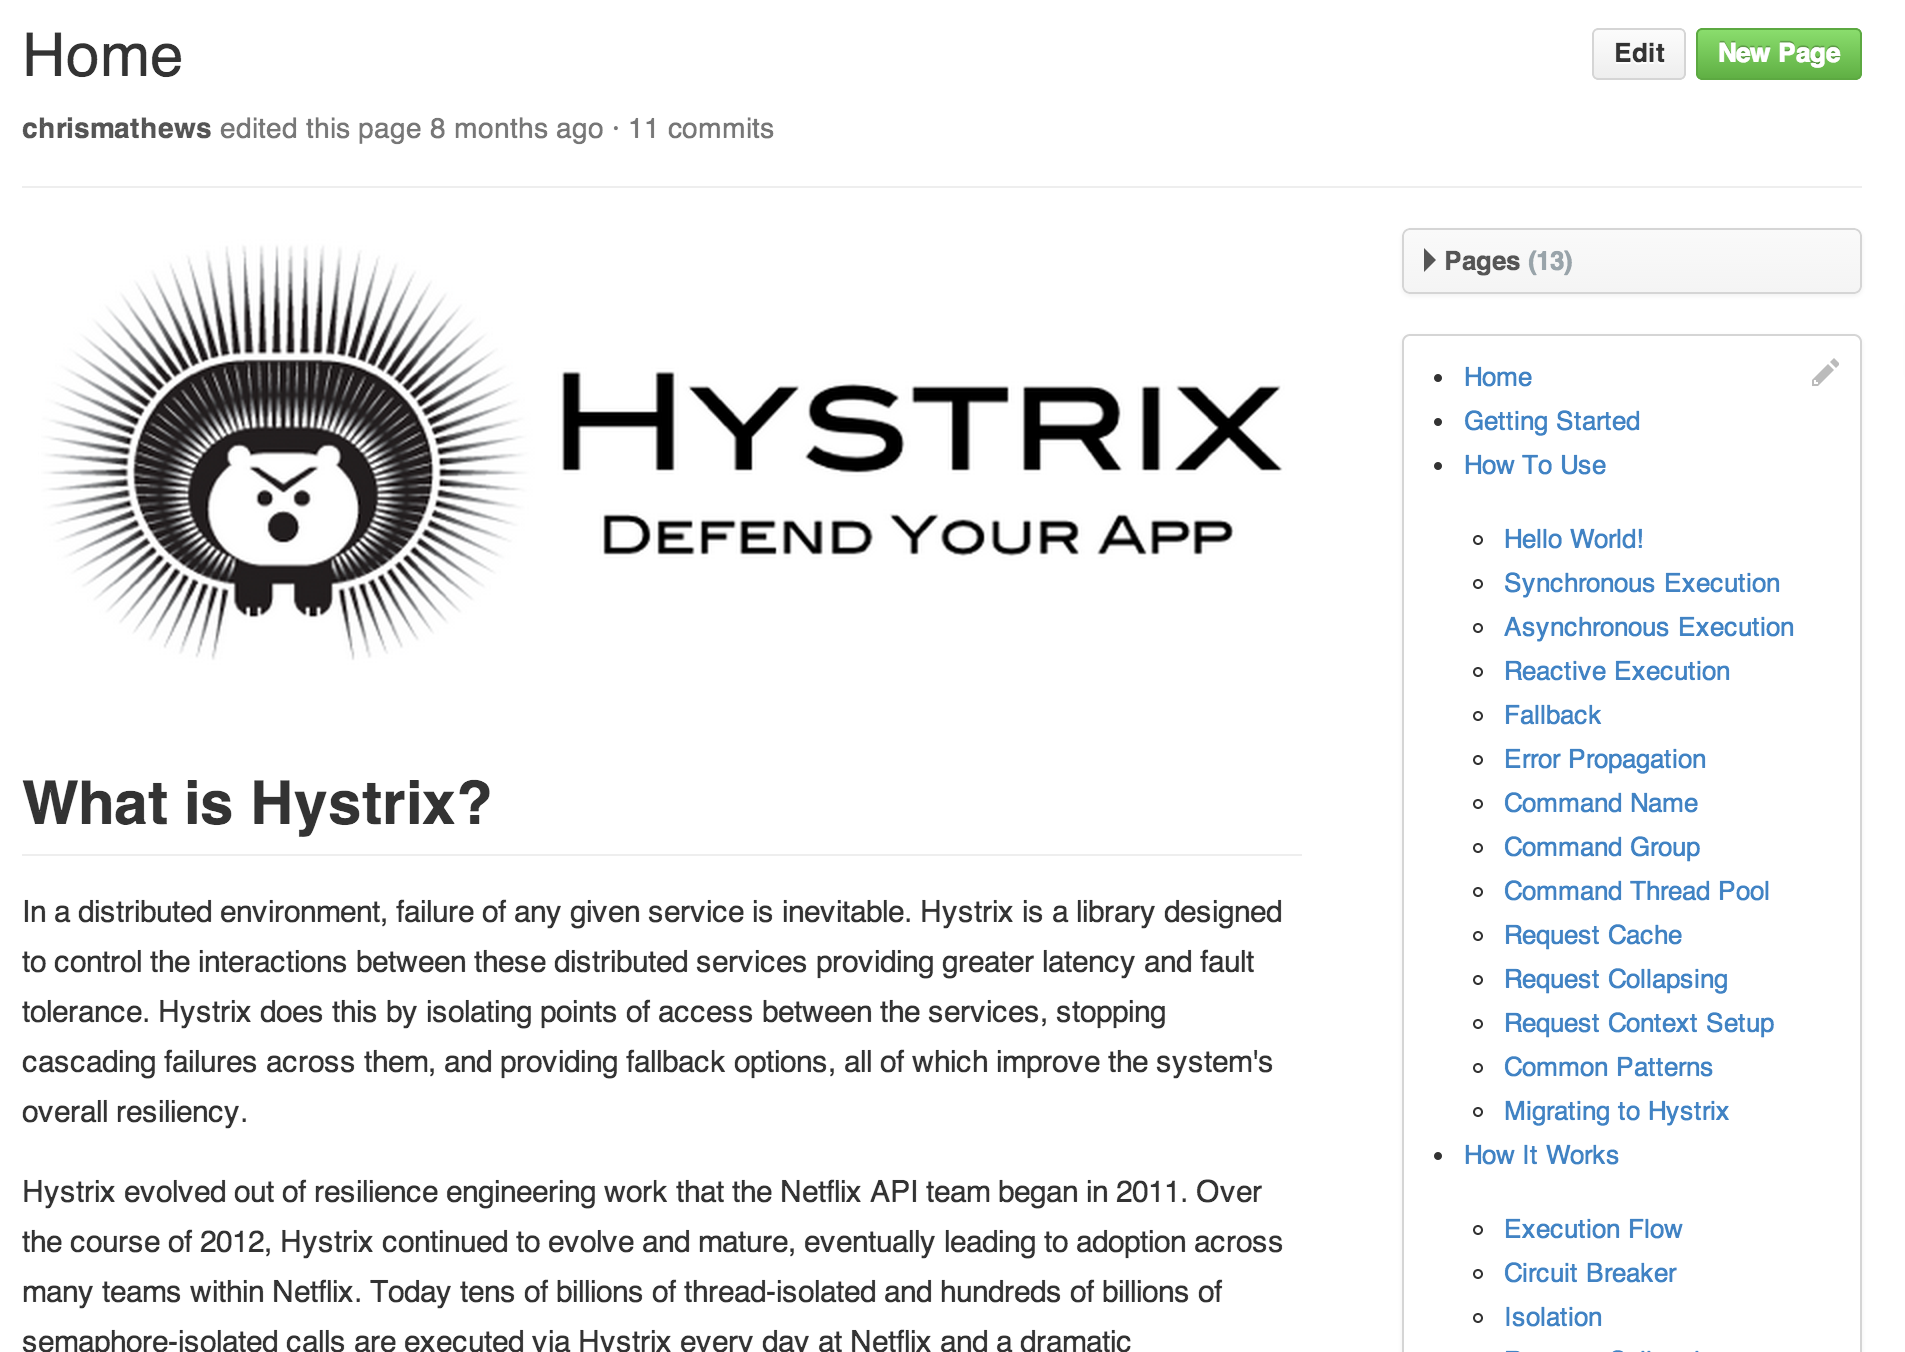 Home
Edit
New Page
chrismathews edited this page 8 months ago · 11 commits
HYSTRIX
DEFEND YOUR APP
What is Hystrix?
In a distributed environment, failure of any given service is inevitable. Hystrix is a library designed
to control the interactions between these distributed services providing greater latency and fault
tolerance. Hystrix does this by isolating points of access between the services, stopping
cascading failures across them, and providing fallback options, all of which improve the system's
overall resiliency.
Hystrix evolved out of resilience engineering work that the Netflix API team began in 2011. Over
the course of 2012, Hystrix continued to evolve and mature, eventually leading to adoption across
many teams within Netflix. Today tens of billions of thread-isolated and hundreds of billions of
semaphore-isolated calls are executed via Hystrix every day at Netflix and a dramatic
Pages (13)
Home
Getting Started
How To Use
Hello World!
Synchronous Execution
Asynchronous Execution
Reactive Execution
Fallback
Error Propagation
Command Name
Command Group
Command Thread Pool
Request Cache
Request Collapsing
Request Context Setup
Common Patterns
Migrating to Hystrix
How It Works
Execution Flow
Circuit Breaker
Isolation